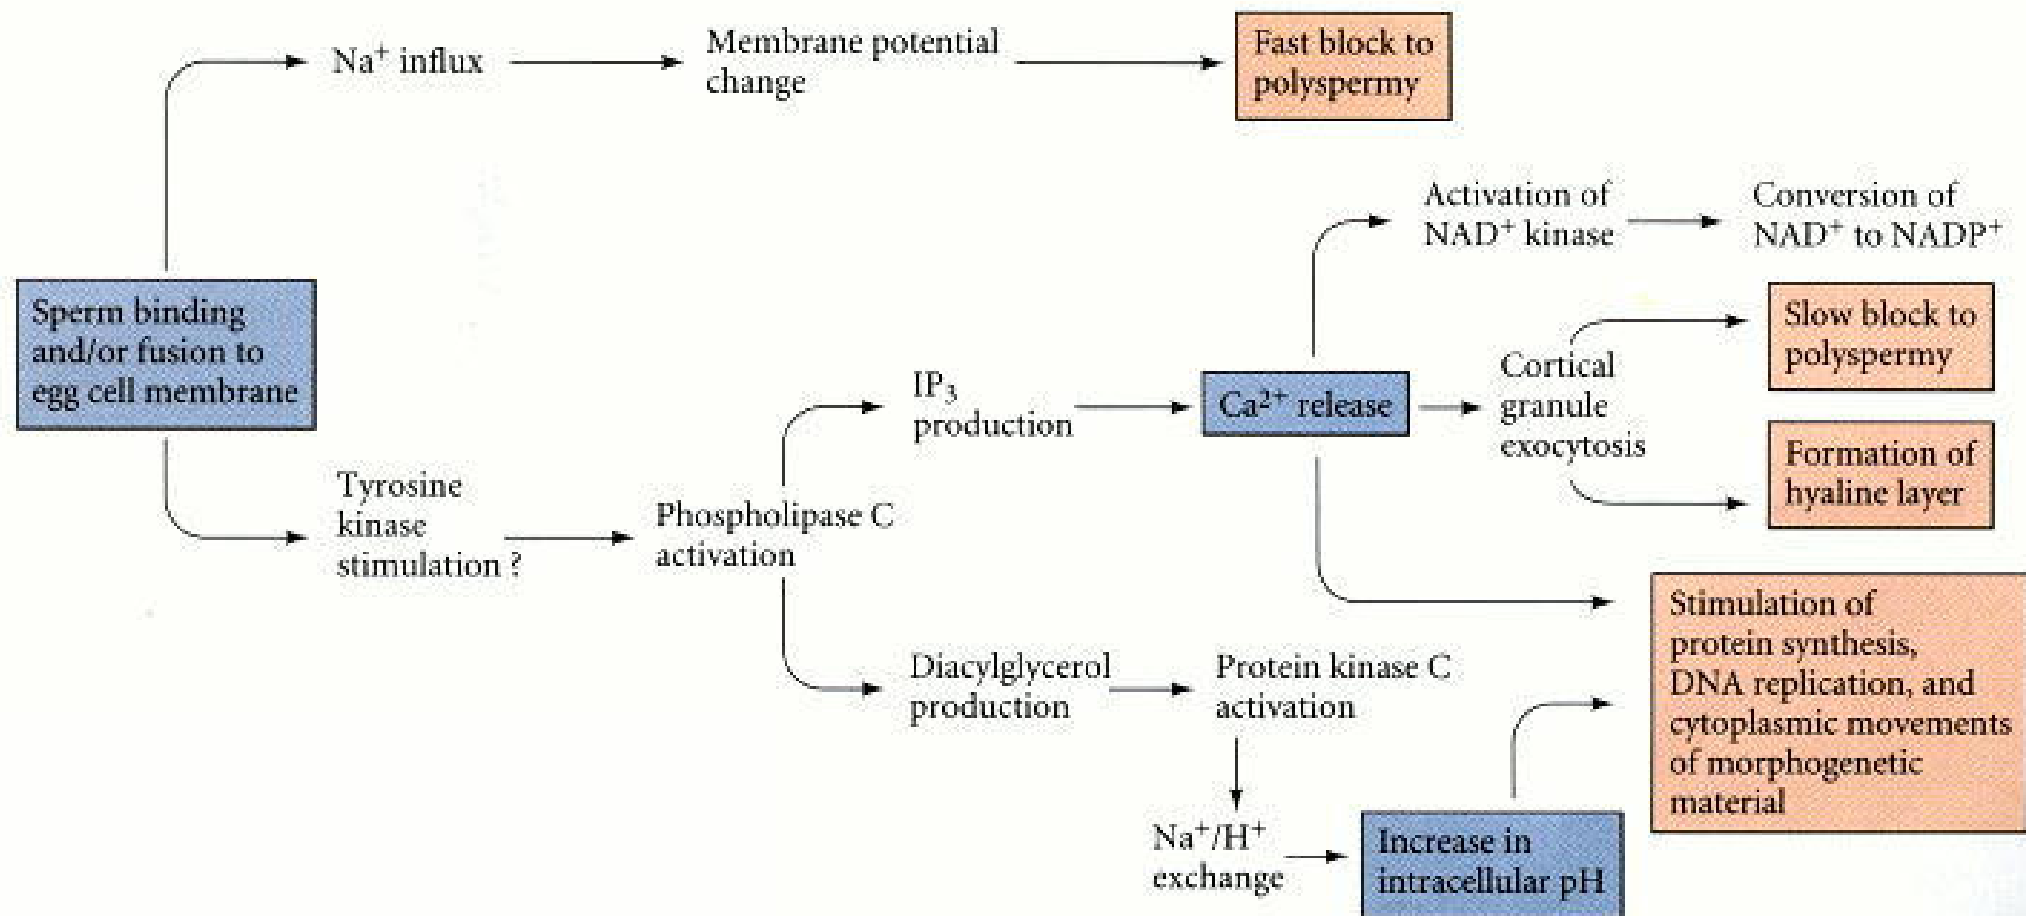 Na⁺ influx
Membrane potential
change
Fast block to
polyspermy
Activation of
NAD⁺ kinase
Conversion of
NAD⁺ to NADP⁺
Sperm binding
and/or fusion to
egg cell membrane
Slow block to
polyspermy
IP₃
production
Ca²⁺ release
Cortical
granule
exocytosis
Formation of
hyaline layer
Tyrosine
kinase
stimulation ?
Phospholipase C
activation
Stimulation of
protein synthesis,
DNA replication, and
cytoplasmic movements
of morphogenetic
material
Diacylglycerol
production
Protein kinase C
activation
Na⁺/H⁺
exchange
Increase in
intracellular pH